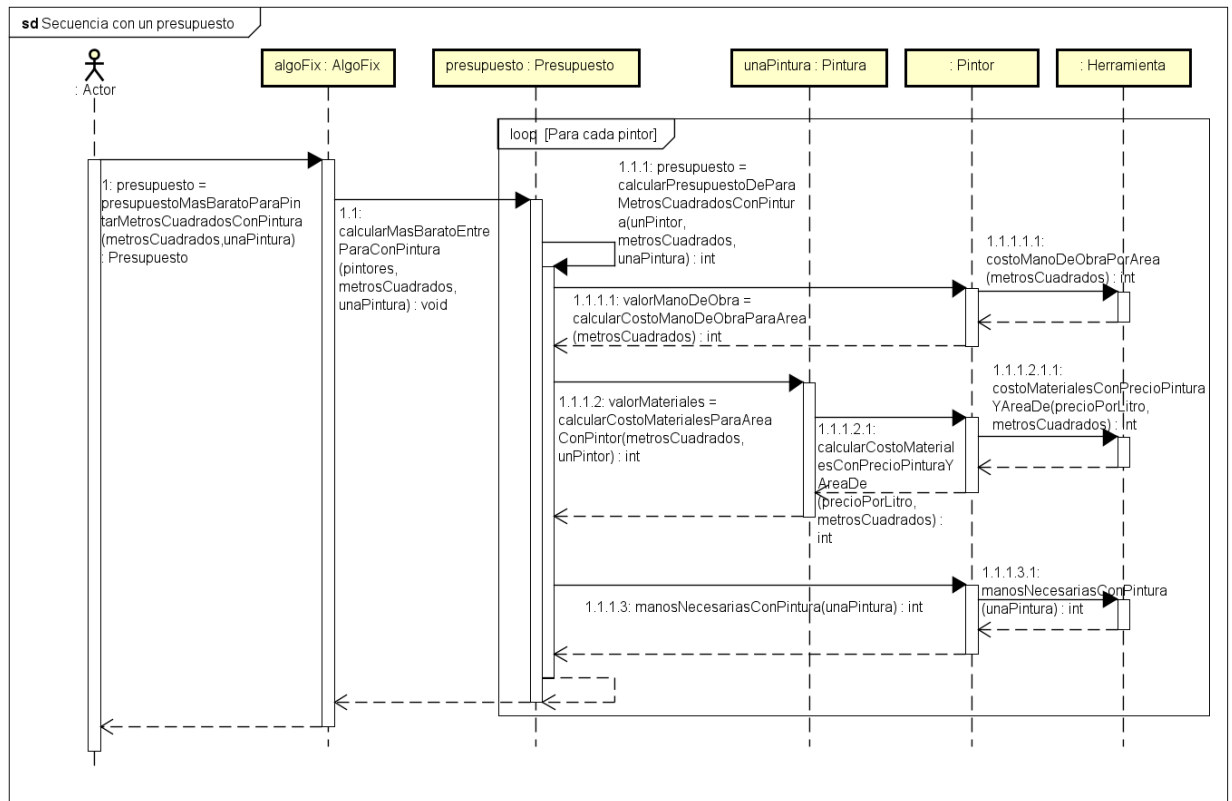 sd Secuencia con un presupuesto
: Actor
algoFix : AlgoFix
presupuesto : Presupuesto
unaPintura : Pintura
: Pintor
: Herramienta
loop [Para cada pintor]
1: presupuesto =
presupuestoMasBaratoParaPin
tarMetrosCuadradosConPintura
(metrosCuadrados,unaPintura)
: Presupuesto
1.1:
calcularMasBaratoEntre
ParaConPintura
(pintores,
metrosCuadrados,
unaPintura) : void
1.1.1: presupuesto =
calcularPresupuestoDePara
MetrosCuadradosConPintur
a(unPintor,
metrosCuadrados,
unaPintura) : int
1.1.1.1: valorManoDeObra =
calcularCostoManoDeObraParaArea
(metrosCuadrados) : int
1.1.1.1.1:
costoManoDeObraPorArea
(metrosCuadrados) : int
1.1.1.2: valorMateriales =
calcularCostoMaterialesParaArea
ConPintor(metrosCuadrados,
unPintor) : int
1.1.1.2.1:
calcularCostoMaterial
esConPrecioPinturaY
AreaDe
(precioPorLitro,
metrosCuadrados) :
int
1.1.1.2.1.1:
costoMaterialesConPrecioPintura
YAreaDe(precioPorLitro,
metrosCuadrados) : int
1.1.1.3: manosNecesariasConPintura(unaPintura) : int
1.1.1.3.1:
manosNecesariasConPintura
(unaPintura) : int